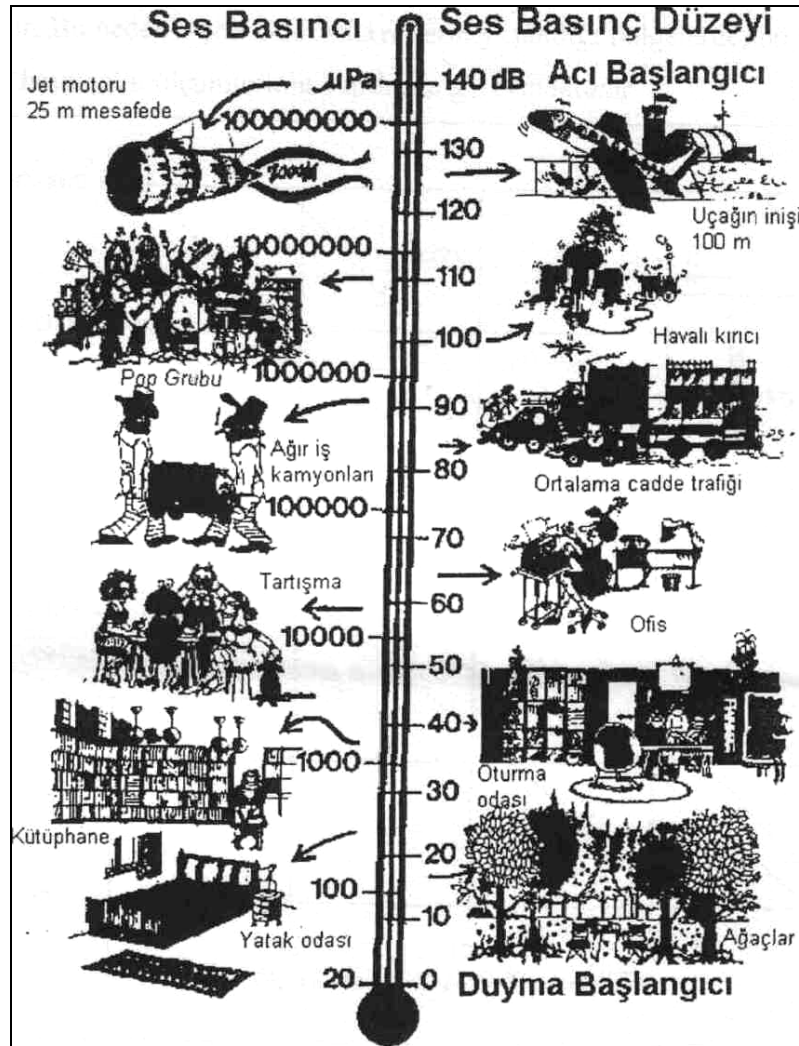 Ses Basıncı
Ses Basınç Düzeyi
µPa
140 dB
Acı Başlangıcı
Jet motoru
25 m mesafede
100000000
130
120
Uçağın inişi
100 m
10000000
110
100
Havalı kırıcı
Pop Grubu
1000000
90
Ağır iş
kamyonları
80
Ortalama cadde trafiği
100000
70
Tartışma
60
Ofis
10000
50
40
1000
Oturma
odası
30
Kütüphane
20
100
10
Yatak odası
Ağaçlar
20
0
Duyma Başlangıcı